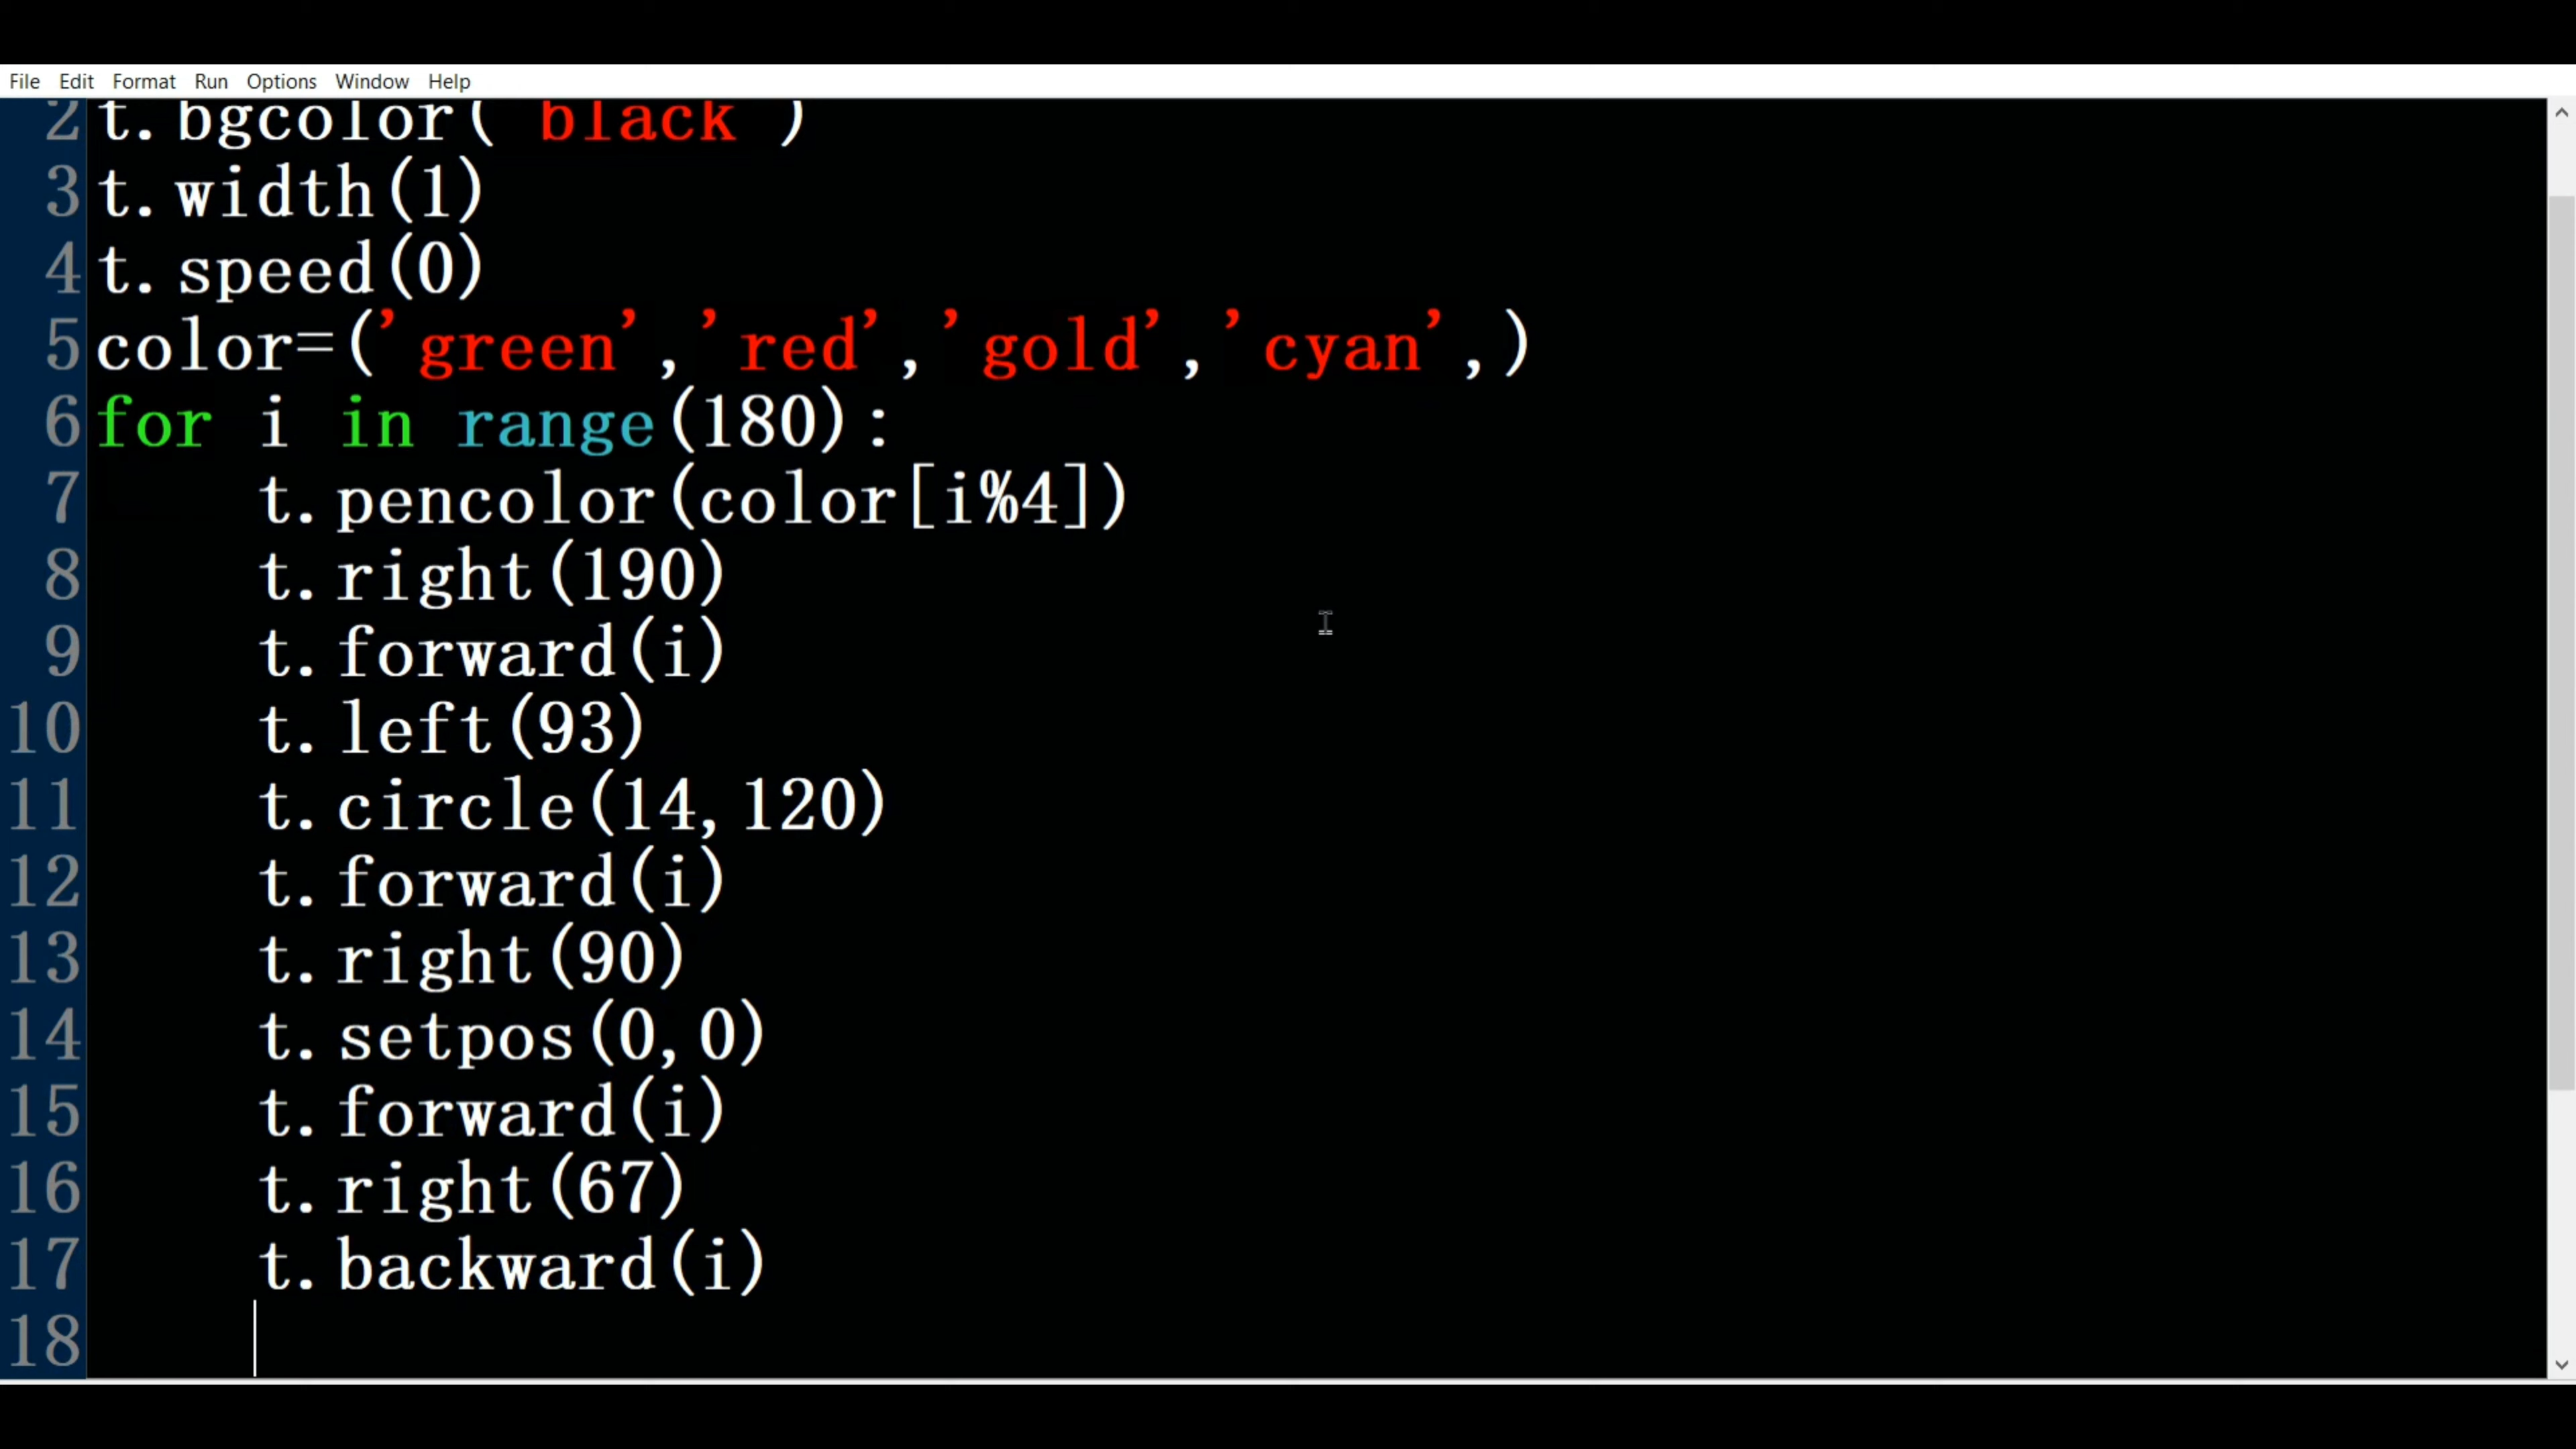 File Edit Format Run Options Window Help
2 t.bgcolor('black')
3 t.width(1)
4 t.speed(0)
5 color=('green','red','gold','cyan',)
6 for i in range(180):
7 t.pencolor(color[i%4])
8 t.right(190)
9 t.forward(i)
10 t.left(93)
11 t.circle(14,120)
12 t.forward(i)
13 t.right(90)
14 t.setpos(0,0)
15 t.forward(i)
16 t.right(67)
17 t.backward(i)
18